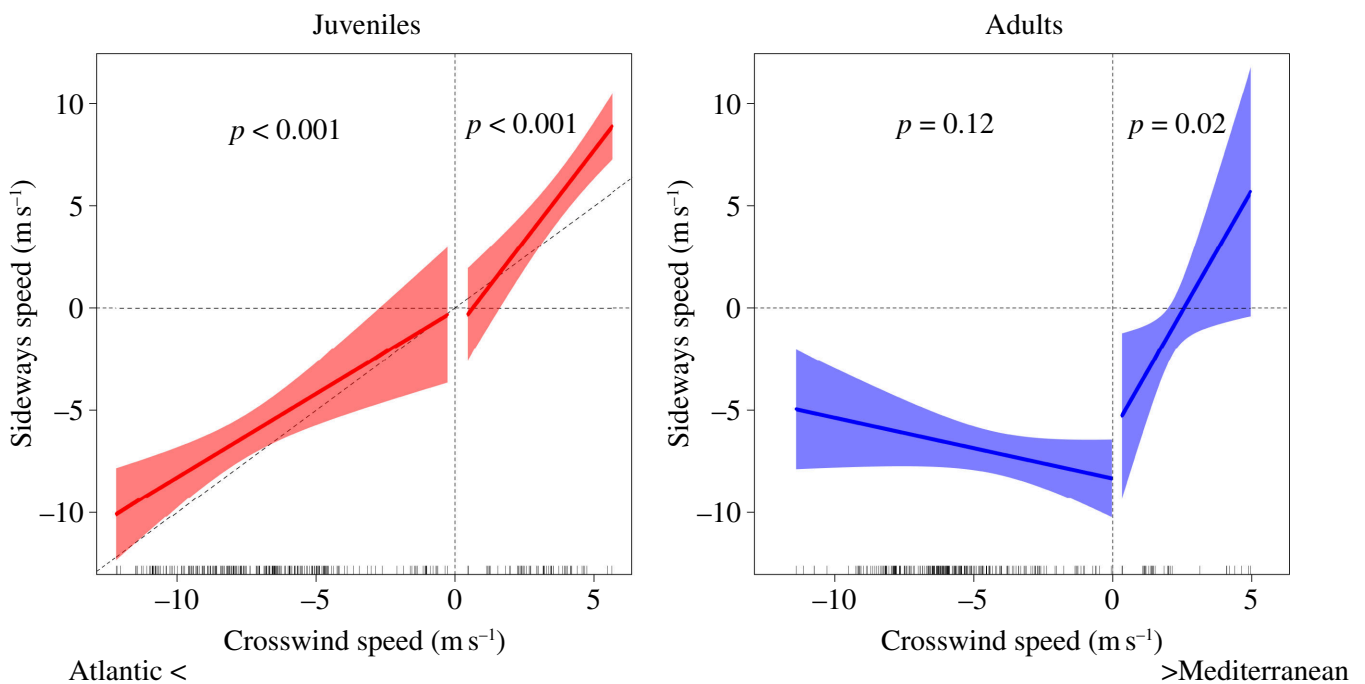 Juveniles
Adults
p < 0.001
p < 0.001
p = 0.12
p = 0.02
Sideways speed (m s⁻¹)
10
5
0
–5
–10
Sideways speed (m s⁻¹)
10
5
0
–5
–10
–10
–5
0
5
–10
–5
0
5
Crosswind speed (m s⁻¹)
Crosswind speed (m s⁻¹)
Atlantic <
>Mediterranean